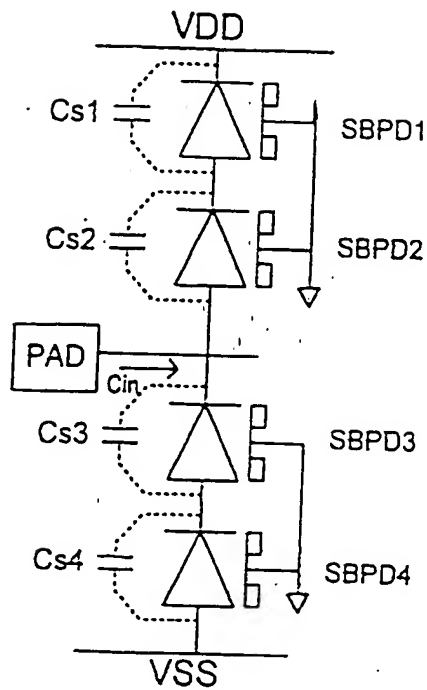 VDD
Cs1
SBPD1
Cs2
SBPD2
PAD
Cin
Cs3
SBPD3
Cs4
SBPD4
VSS